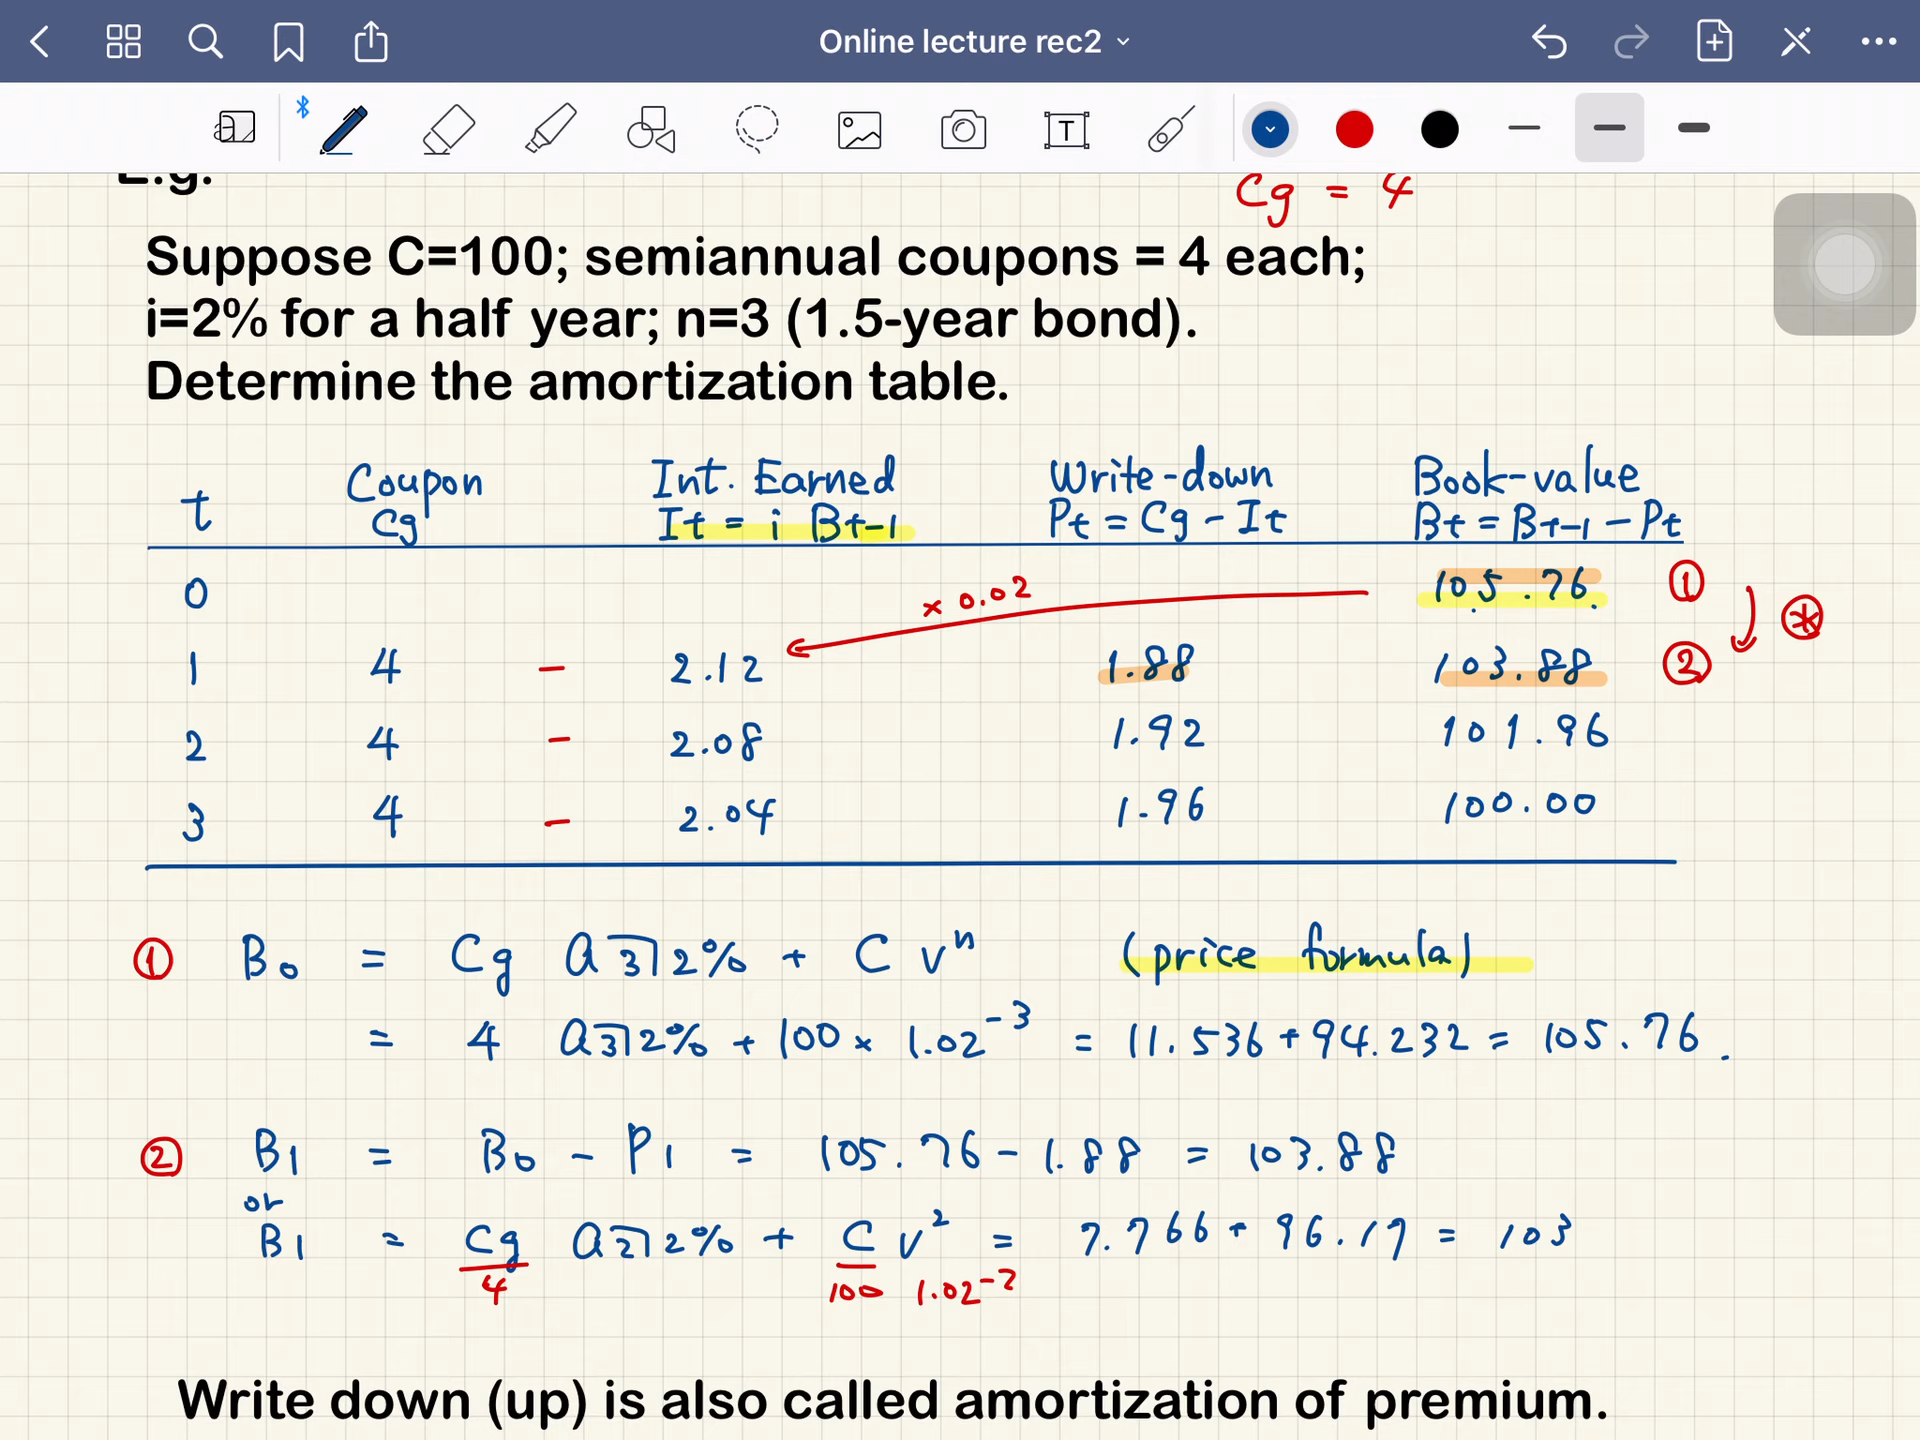 Online lecture rec2
E.g.
Cg = 4
Suppose C=100; semiannual coupons = 4 each;
i=2% for a half year; n=3 (1.5-year bond).
Determine the amortization table.
t Coupon Cg Int. Earned It = i Bt-1 Write-down Pt = Cg - It Book-value Bt = Bt-1 - Pt
0 × 0.02 105.76 ①
1 4 - 2.12 1.88 103.88 ② ⊛
2 4 - 2.08 1.92 101.96
3 4 - 2.04 1.96 100.00
① B₀ = Cg a3̅|2% + C vⁿ (price formula)
= 4 a3̅|2% + 100 × 1.02⁻³ = 11.536 + 94.232 = 105.76.
② B1 = B₀ - P1 = 105.76 - 1.88 = 103.88
or
B1 = Cg a2̅|2% + C v² = 7.766 + 96.17 = 103
4 100 1.02⁻²
Write down (up) is also called amortization of premium.